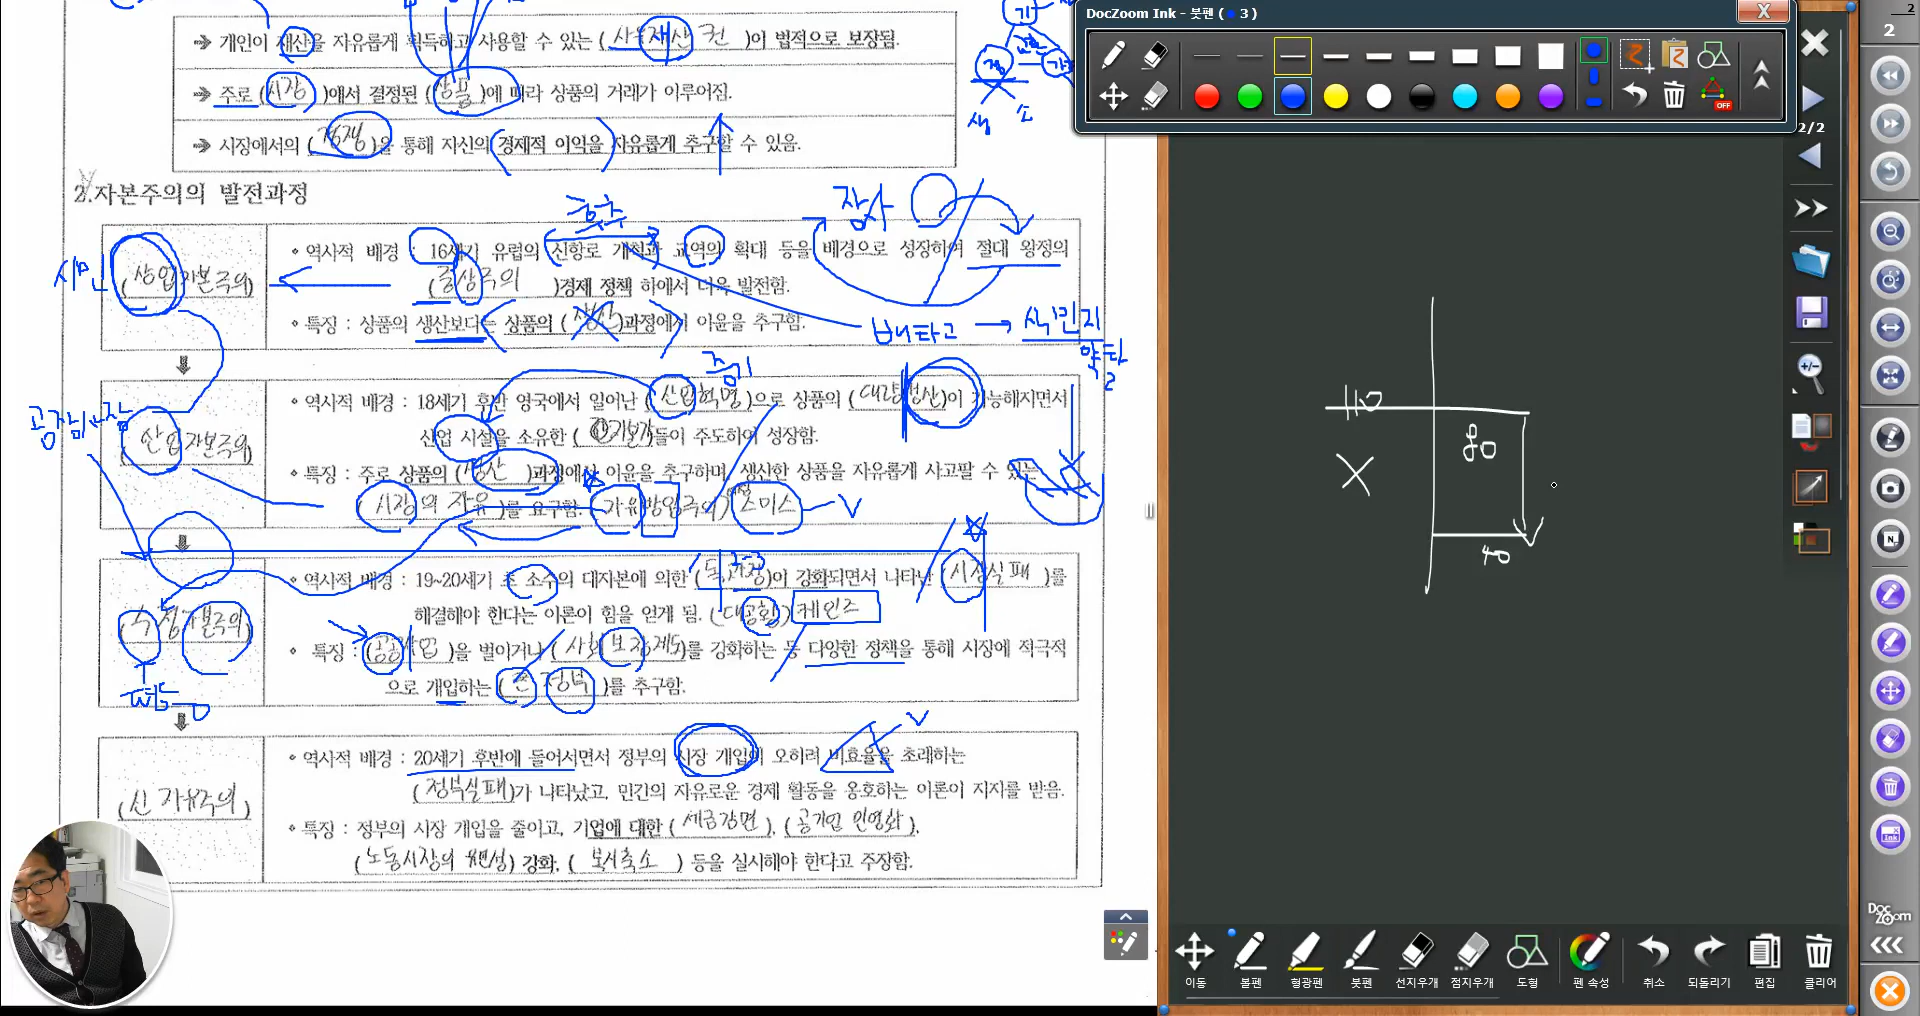 DocZoom Ink - 붓펜 ( 3 )
X
2
2
2/2
OFF
→ 개인이 재산을 자유롭게 획득하고 사용할 수 있는 ( 사유재산 권 )이 법적으로 보장됨.
→ 주로 ( 시장 )에서 결정된 ( 상품 )에 따라 상품의 거래가 이루어짐.
→ 시장에서의 ( 경쟁 )을 통해 자신의 경제적 이익을 자유롭게 추구할 수 있음.
2.자본주의의 발전과정
(상업자본주의)
시민
• 역사적 배경 : 16세기 유럽의 신항로 개척과 교역의 확대 등을 배경으로 성장하여 절대 왕정의
( 중상주의 )경제 정책 하에서 더욱 발전함.
• 특징 : 상품의 생산보다는 상품의 ( )과정에서 이윤을 추구함.
중축
장사
배타고 → 식민지
약탈
(산업자본주의)
• 역사적 배경 : 18세기 후반 영국에서 일어난 ( 산업혁명 )으로 상품의 (대량생산)이 가능해지면서
산업 시설을 소유한 ( )들이 주도하여 성장함.
• 특징 : 주로 상품의 ( 생산 )과정에서 이윤을 추구하며 생산한 상품을 자유롭게 사고팔 수 있는
( 시장의 자유 )를 요구함. 자유방임주의) 스미스
(수정자본주의)
• 역사적 배경 : 19~20세기 초 소수의 대자본에 의한 ( 독과점)이 강화되면서 나타난 (시장실패 )를
해결해야 한다는 이론이 힘을 얻게 됨. (대공황) 케인즈
• 특징 : (공공사업 )을 벌이거나 ( 사회 보장제도)를 강화하는 등 다양한 정책을 통해 시장에 적극적
으로 개입하는 ( 큰 정부 )를 추구함.
(신 자유주의)
• 역사적 배경 : 20세기 후반에 들어서면서 정부의 시장 개입이 오히려 비효율을 초래하는
(정부실패)가 나타났고, 민간의 자유로운 경제 활동을 옹호하는 이론이 지지를 받음.
• 특징 : 정부의 시장 개입을 줄이고, 기업에 대한 ( 세금감면 ), ( 공기업 민영화 ),
( 노동시장의 유연성) 강화, ( 복지축소 ) 등을 실시해야 한다고 주장함.
110
80
40
이동 볼펜 형광펜 붓펜 선지우개 점지우개 도형 펜 속성 취소 되돌리기 편집 클리어
Doc Zoom